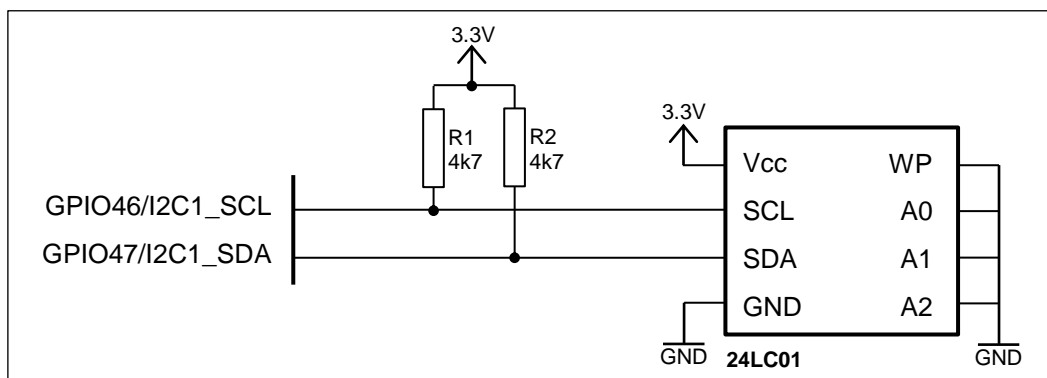 3.3V
R1
4k7
R2
4k7
3.3V
GPIO46/I2C1_SCL
GPIO47/I2C1_SDA
Vcc
WP
SCL
A0
SDA
A1
GND
A2
GND
24LC01
GND